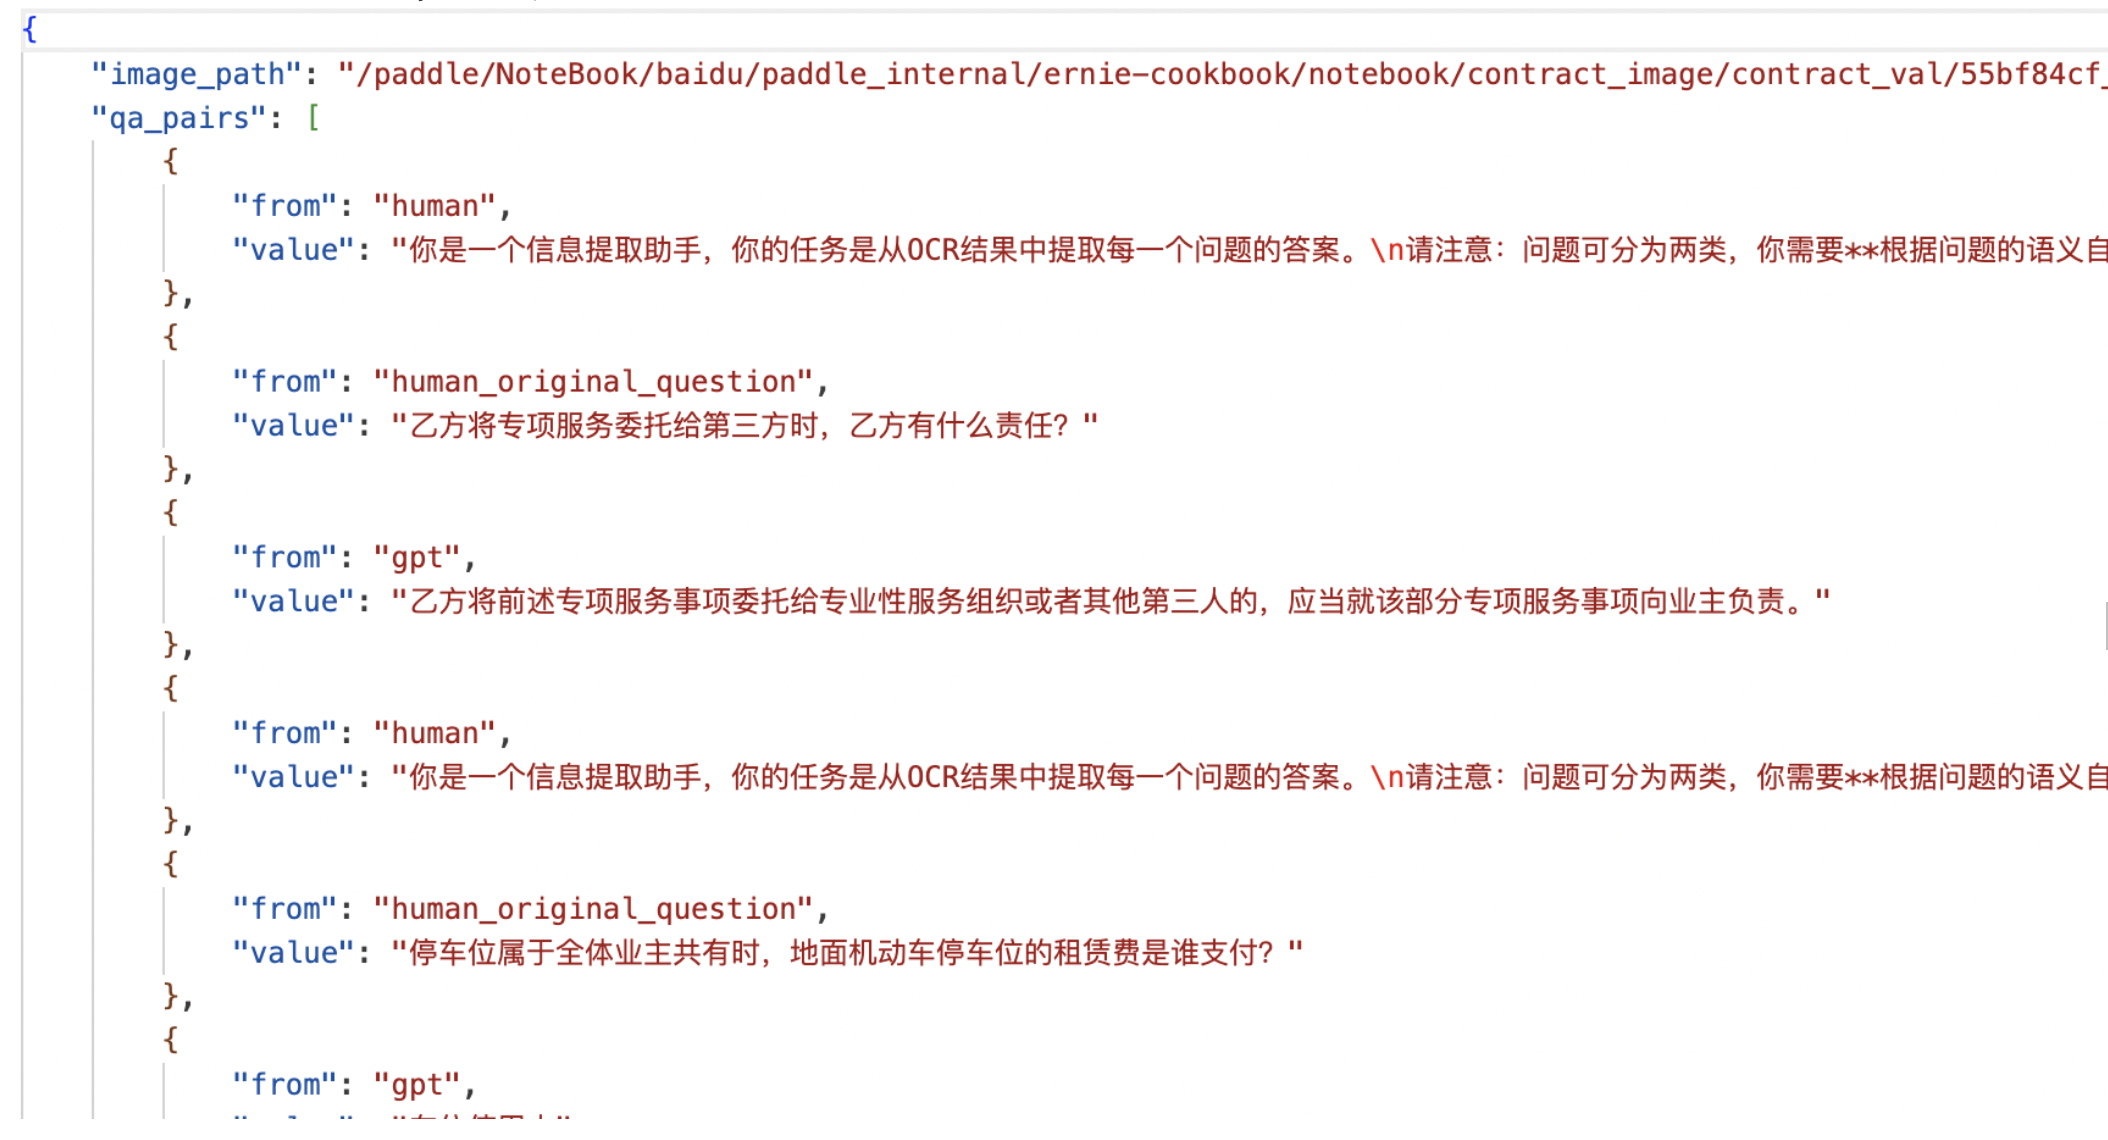 {
"image_path": "/paddle/NoteBook/baidu/paddle_internal/ernie-cookbook/notebook/contract_image/contract_val/55bf84cf_
"qa_pairs": [
{
"from": "human",
"value": "你是一个信息提取助手，你的任务是从OCR结果中提取每一个问题的答案。\n请注意：问题可分为两类，你需要**根据问题的语义自
},
{
"from": "human_original_question",
"value": "乙方将专项服务委托给第三方时，乙方有什么责任？"
},
{
"from": "gpt",
"value": "乙方将前述专项服务事项委托给专业性服务组织或者其他第三人的，应当就该部分专项服务事项向业主负责。"
},
{
"from": "human",
"value": "你是一个信息提取助手，你的任务是从OCR结果中提取每一个问题的答案。\n请注意：问题可分为两类，你需要**根据问题的语义自
},
{
"from": "human_original_question",
"value": "停车位属于全体业主共有时，地面机动车停车位的租赁费是谁支付？"
},
{
"from": "gpt",